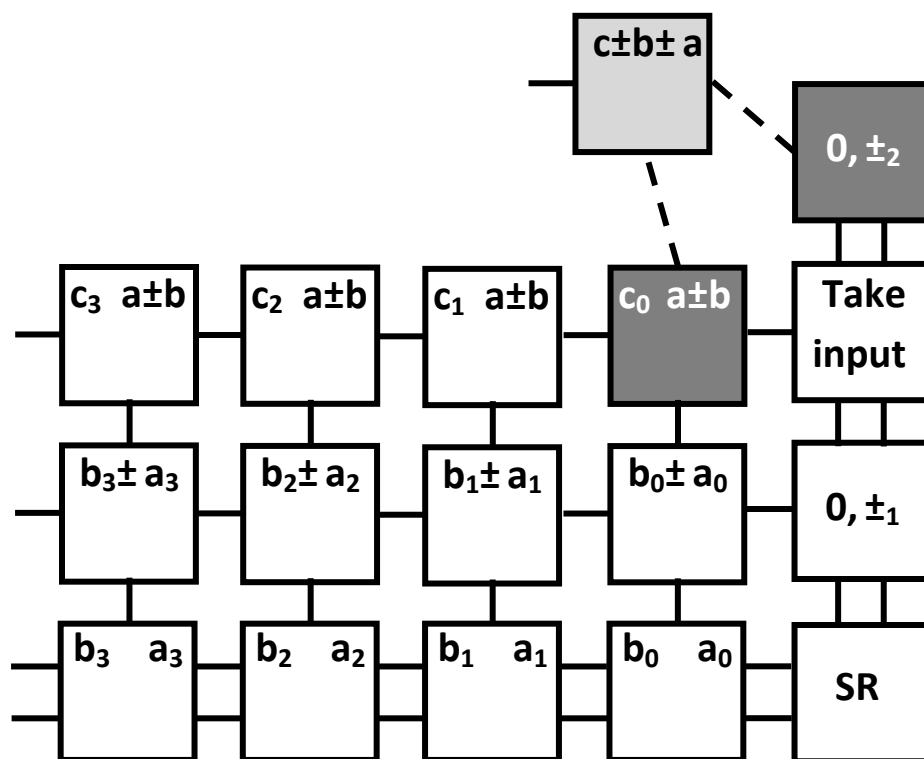 c±b± a
0, ±₂
c₃ a±b c₂ a±b c₁ a±b c₀ a±b Take
input
b₃± a₃ b₂± a₂ b₁± a₁ b₀± a₀ 0, ±₁
b₃ a₃ b₂ a₂ b₁ a₁ b₀ a₀ SR